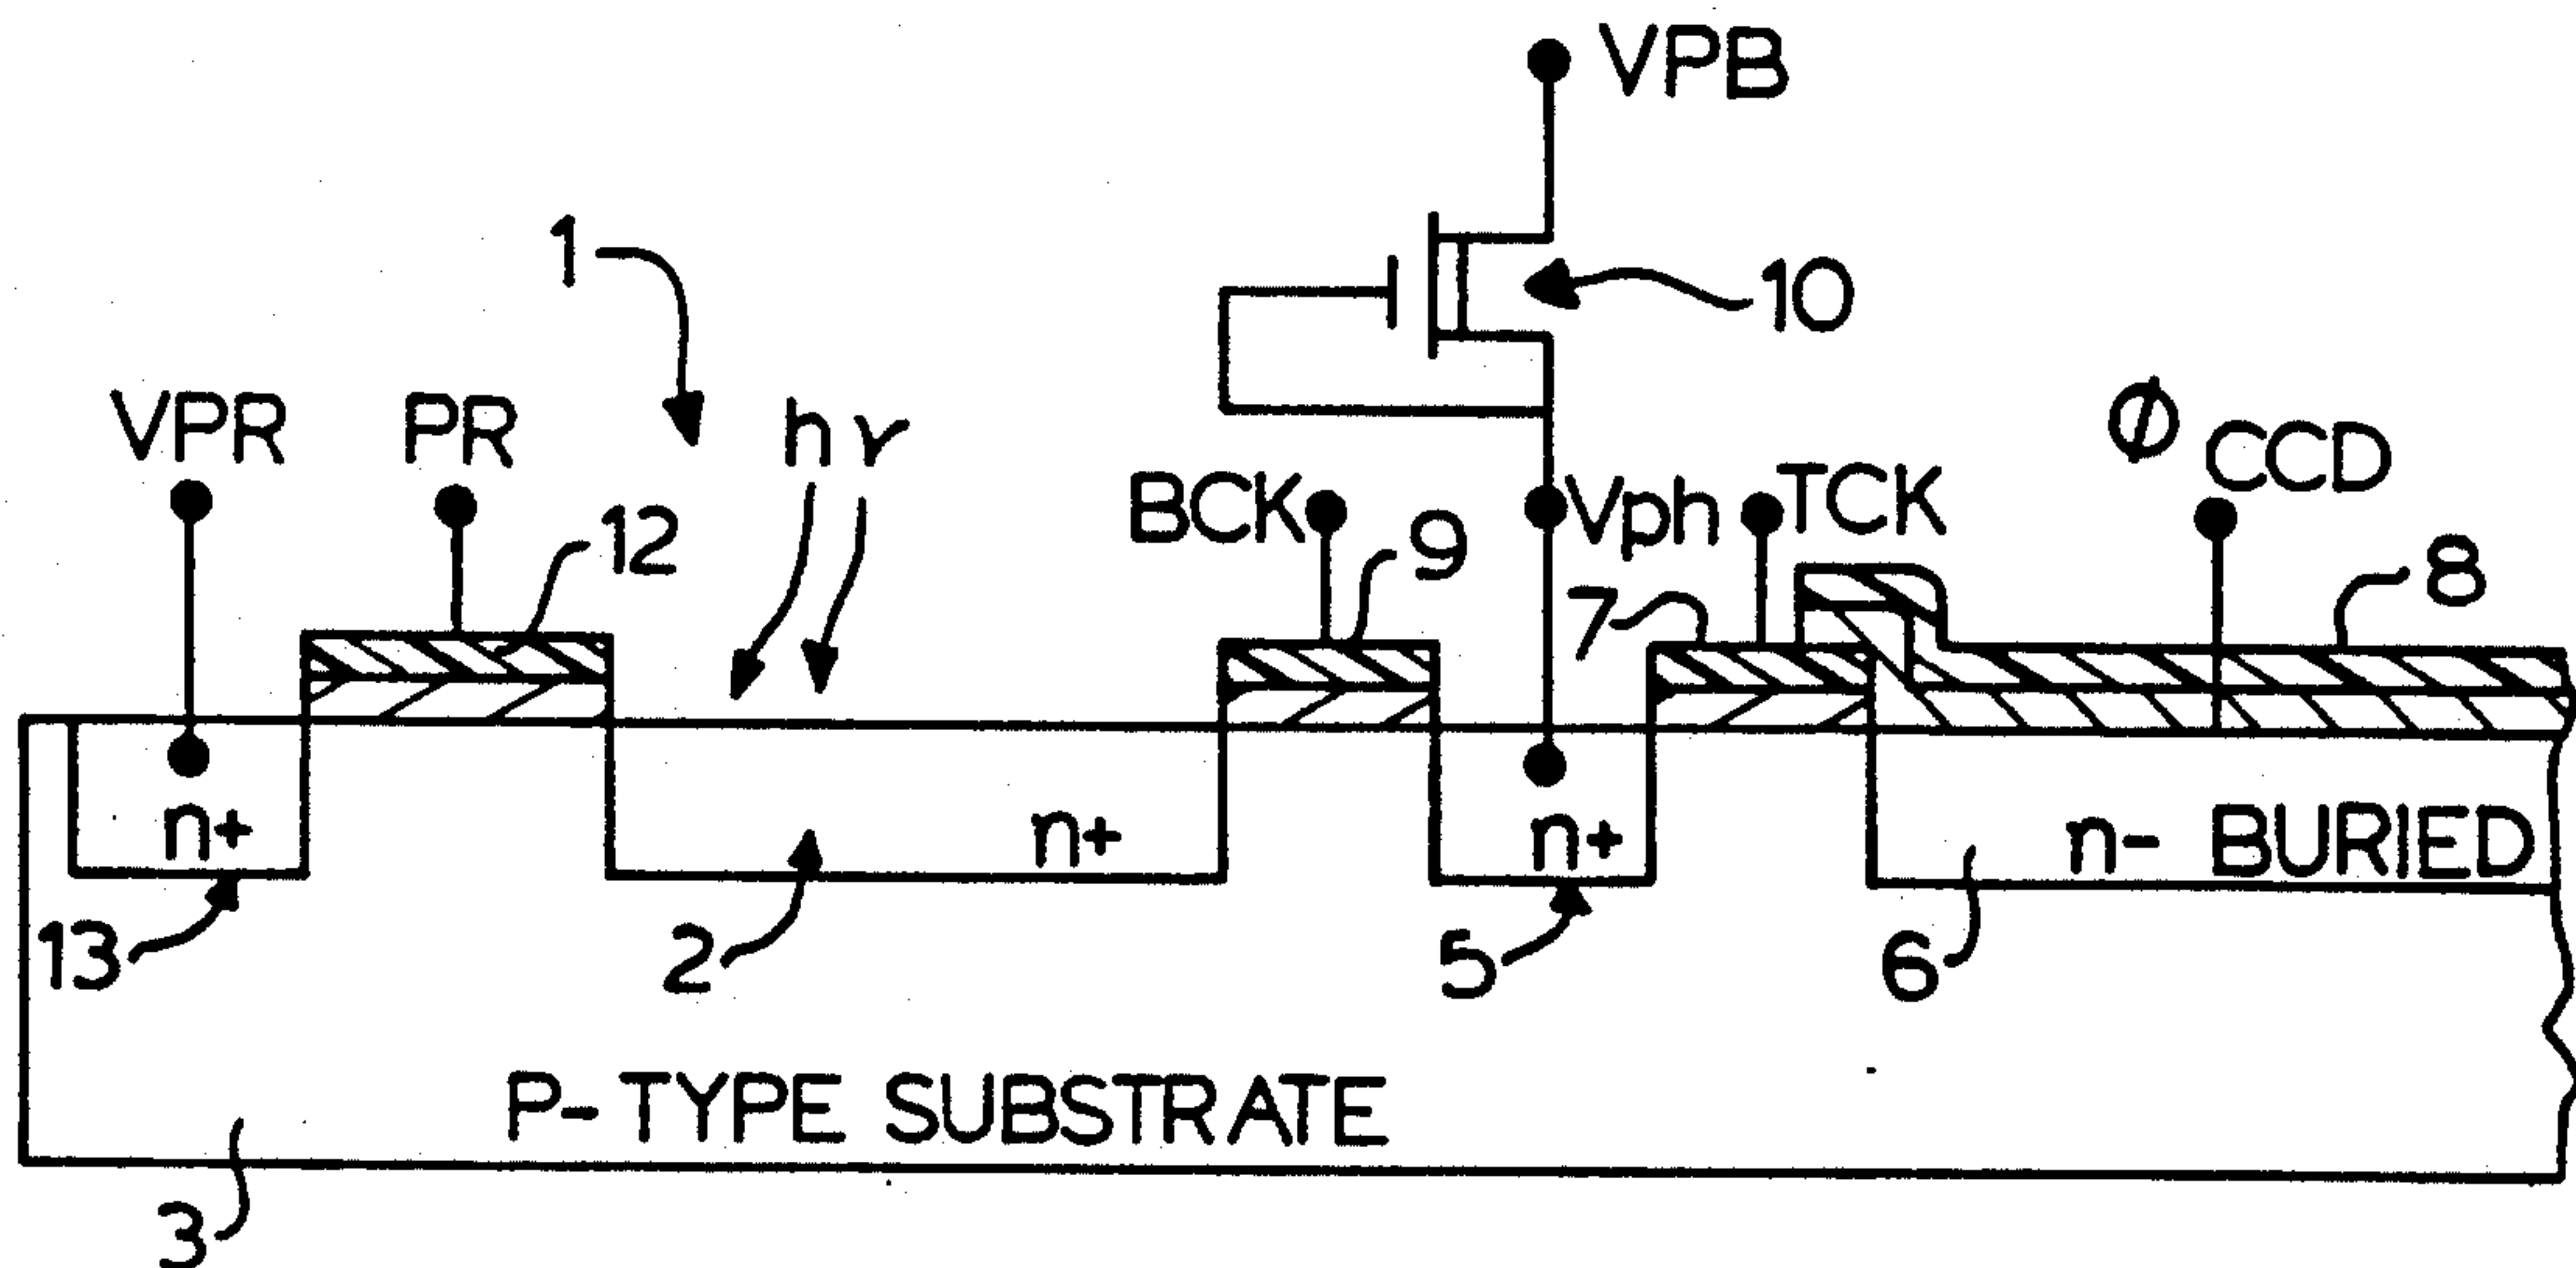 VPB
1
10
VPR
PR
hν
φ CCD
BCK
Vph
TCK
12
9
7
8
n+
n+
n+
n- BURIED
13
2
5
6
P-TYPE SUBSTRATE
3